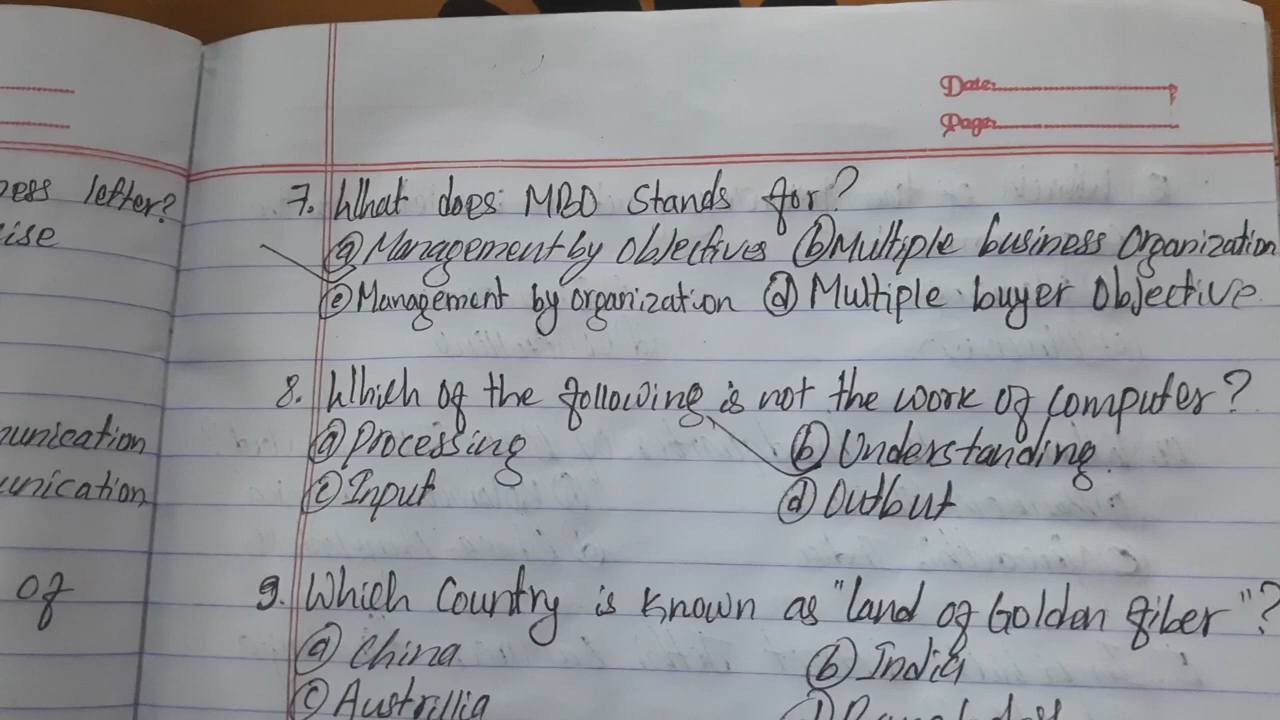 Date:
Page:
ness letter?
ise
7. What does MBO Stands for?
(a) Management by Objectives (b) Multiple business Organization
(c) Management by organization (d) Multiple buyer Objective
8. Which of the following is not the work of computer?
(a) Processing (b) Understanding
(c) Input (d) Outbut
unication
unication
of
9. Which Country is known as "land of Golden fiber"?
(a) China (b) India
(c) Austrillia